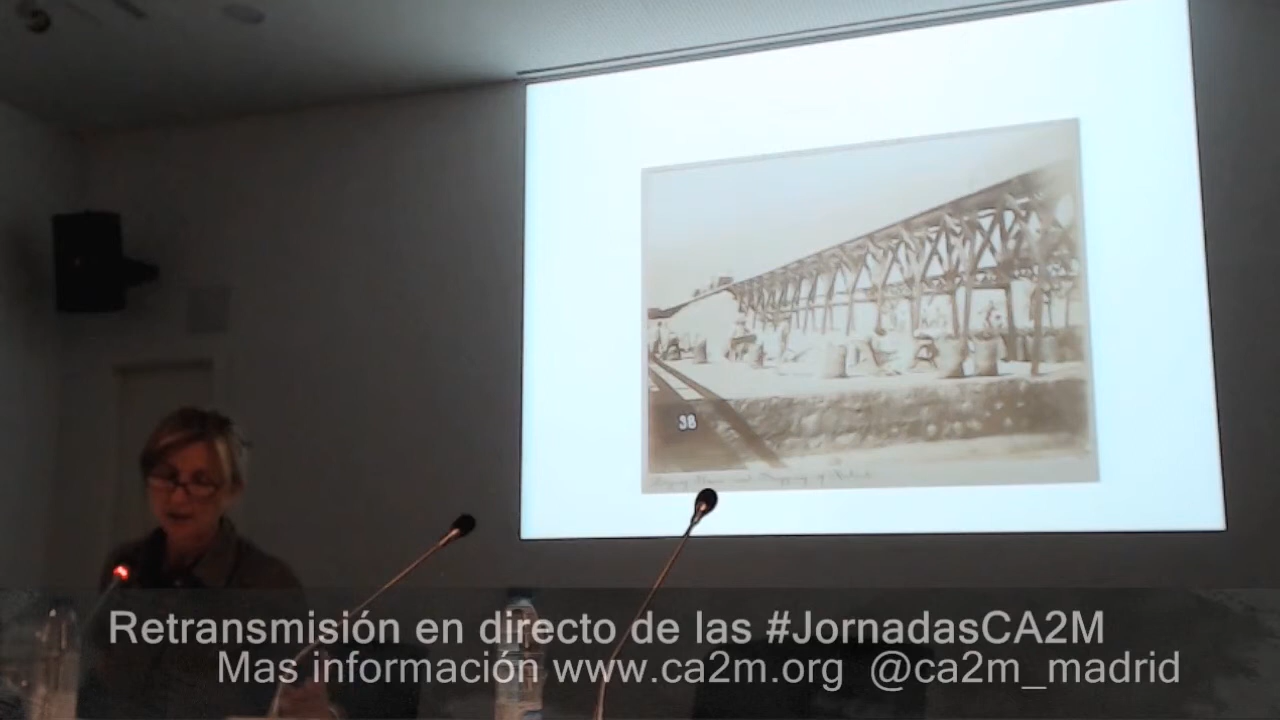 38
Retransmisión en directo de las #JornadasCA2M
Mas información www.ca2m.org @ca2m_madrid